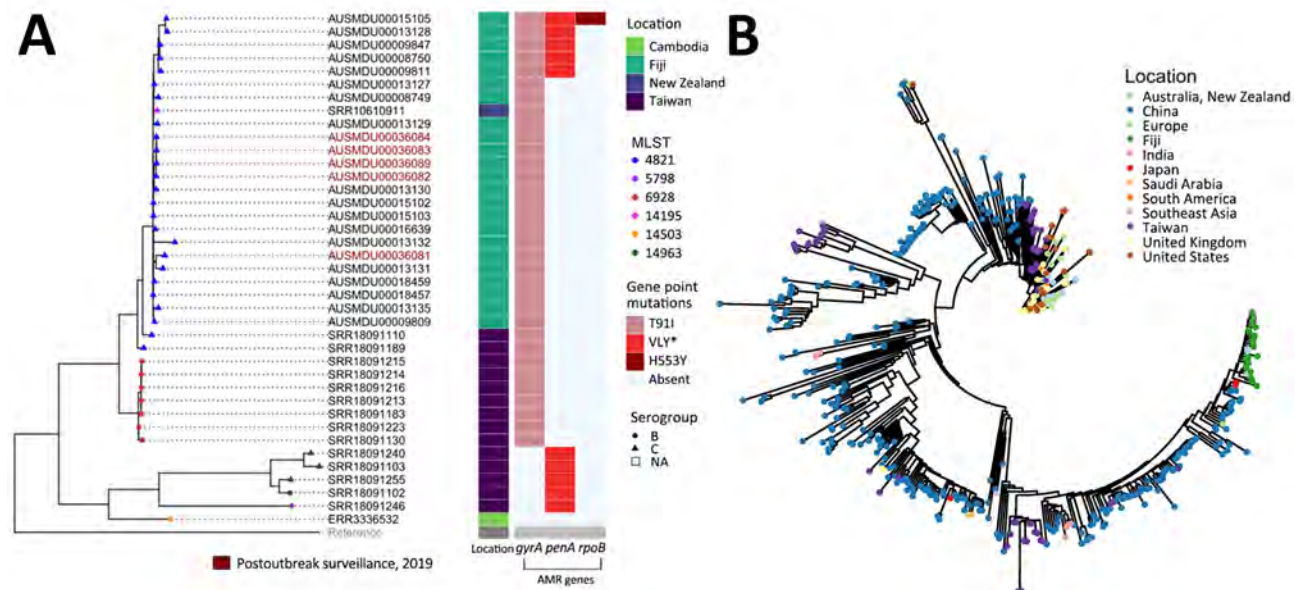 A
AUSMDU00015105
AUSMDU00013128
AUSMDU00009847
AUSMDU00008750
AUSMDU00009811
AUSMDU00013127
AUSMDU00008749
SRR10610911
AUSMDU00013129
AUSMDU00036084
AUSMDU00036083
AUSMDU00036089
AUSMDU00036082
AUSMDU00013130
AUSMDU00015102
AUSMDU00015103
AUSMDU00016639
AUSMDU00013132
AUSMDU00036081
AUSMDU00013131
AUSMDU00018459
AUSMDU00018457
AUSMDU00013135
AUSMDU00009809
SRR18091110
SRR18091189
SRR18091215
SRR18091214
SRR18091216
SRR18091213
SRR18091183
SRR18091223
SRR18091130
SRR18091240
SRR18091103
SRR18091255
SRR18091102
SRR18091246
ERR3336532
Reference
Postoutbreak surveillance, 2019
Location gyrA penA rpoB
AMR genes
Location
Cambodia
Fiji
New Zealand
Taiwan
MLST
4821
5798
6928
14195
14503
14963
Gene point
mutations
T91I
VLY*
H553Y
Absent
Serogroup
B
C
NA
B
Location
Australia, New Zealand
China
Europe
Fiji
India
Japan
Saudi Arabia
South America
Southeast Asia
Taiwan
United Kingdom
United States